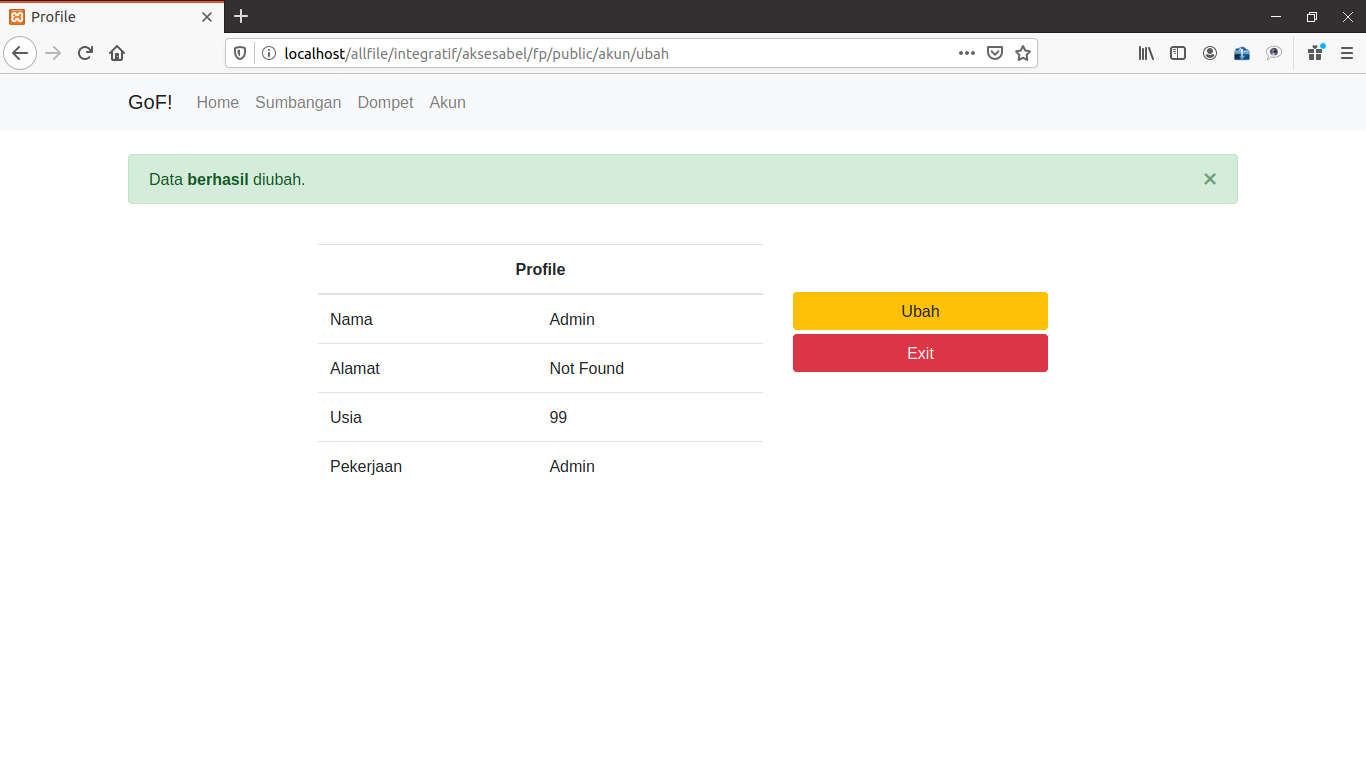 Profile
localhost/allfile/integratif/aksesabel/fp/public/akun/ubah
GoF! Home Sumbangan Dompet Akun
Data berhasil diubah. ×
Profile
Nama Admin
Alamat Not Found
Usia 99
Pekerjaan Admin
Ubah
Exit